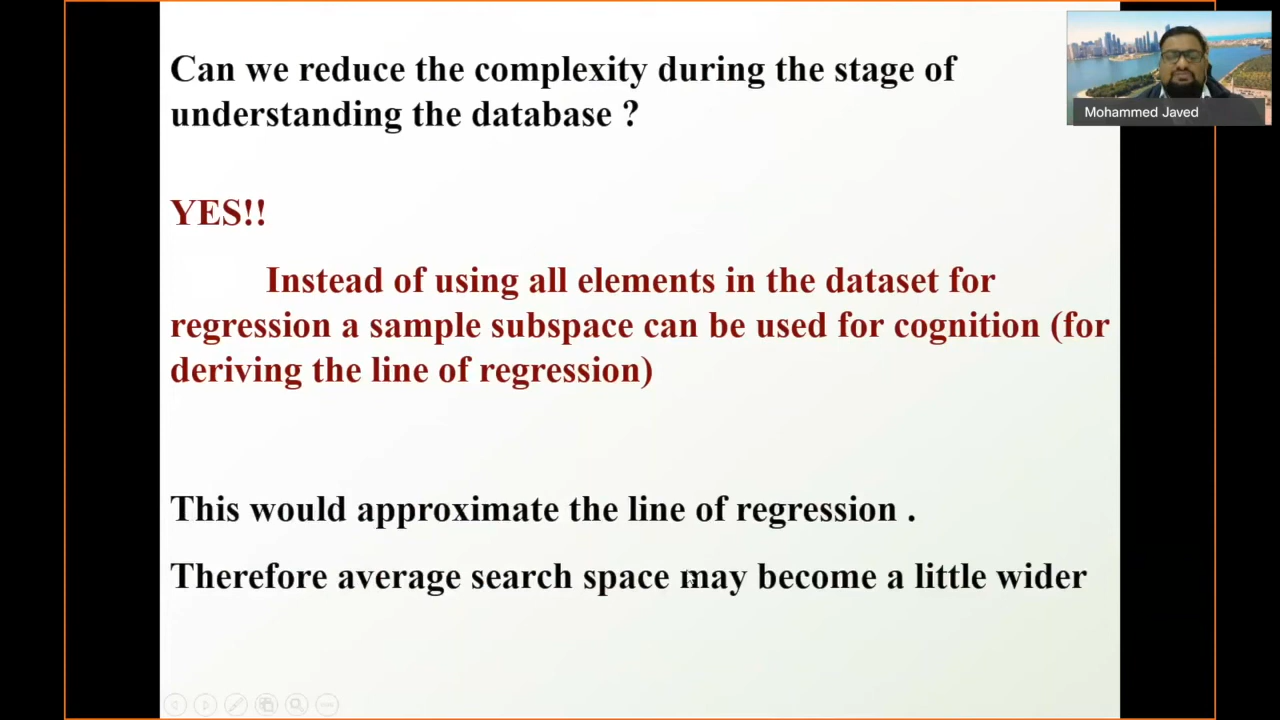 Can we reduce the complexity during the stage of
understanding the database ?
YES!!
Instead of using all elements in the dataset for
regression a sample subspace can be used for cognition (for
deriving the line of regression)
This would approximate the line of regression .
Therefore average search space may become a little wider
Mohammed Javed